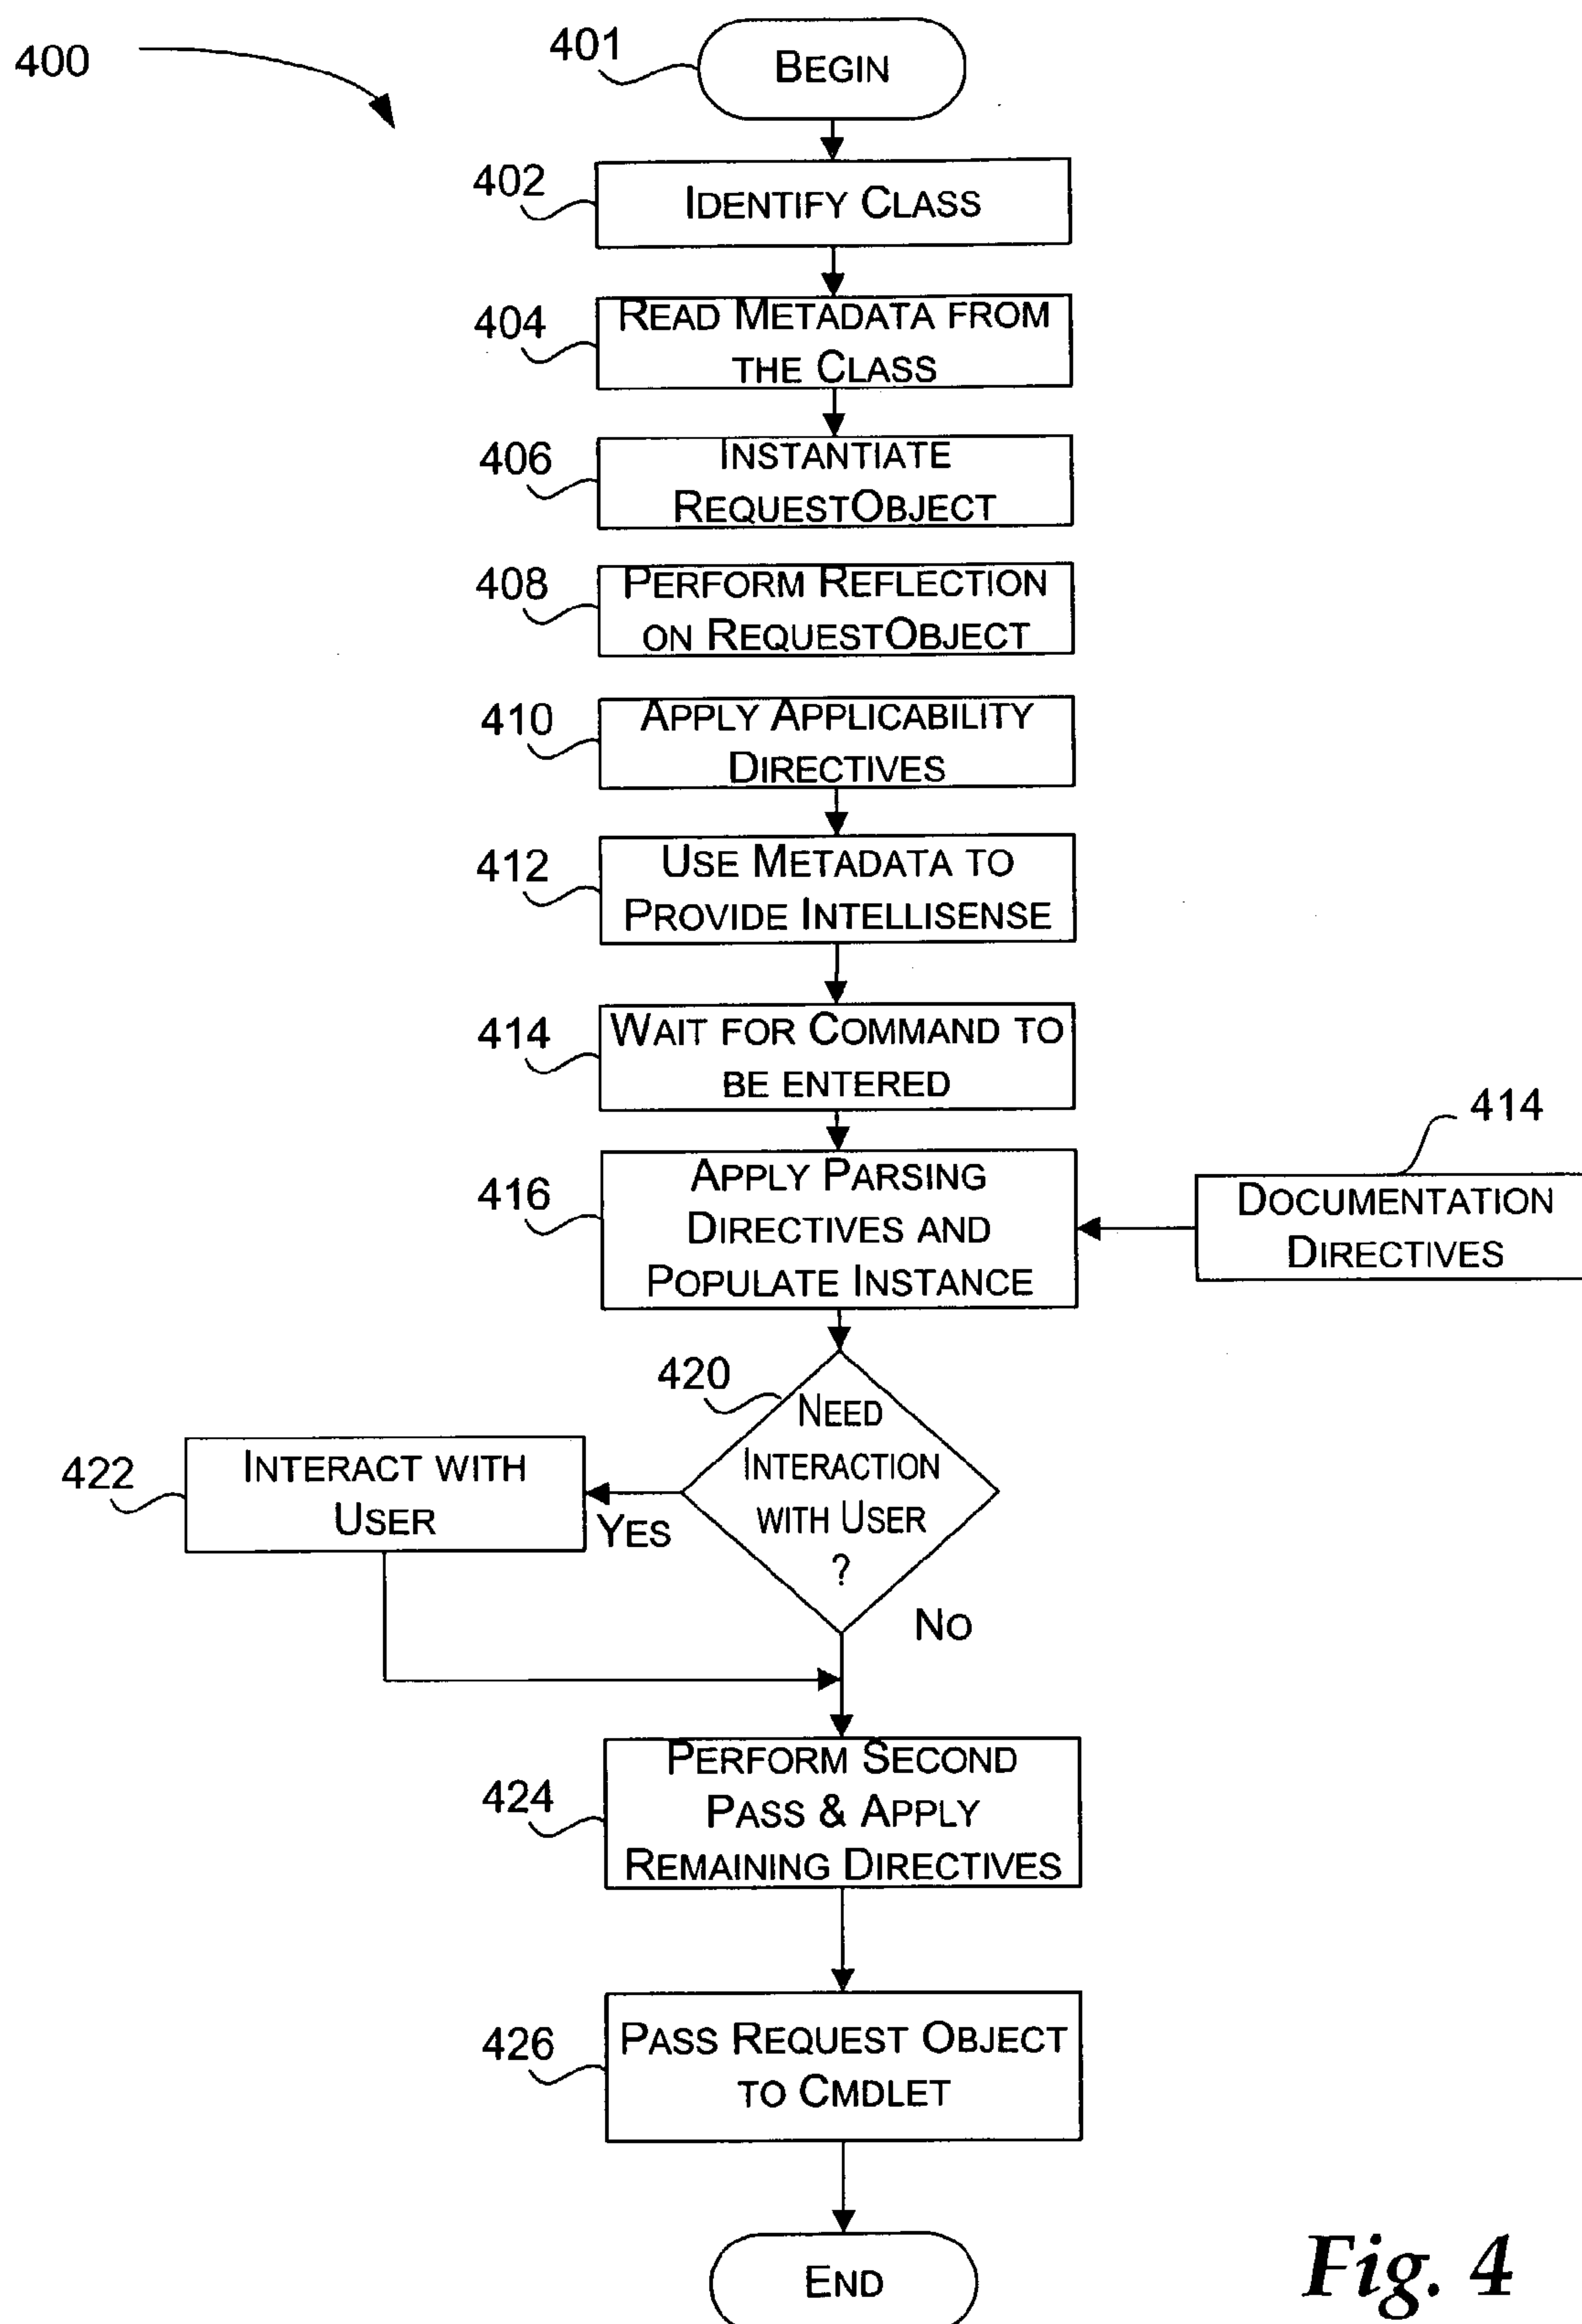 400
401
BEGIN
402
IDENTIFY CLASS
404
READ METADATA FROM
THE CLASS
406
INSTANTIATE
REQUESTOBJECT
408
PERFORM REFLECTION
ON REQUESTOBJECT
410
APPLY APPLICABILITY
DIRECTIVES
412
USE METADATA TO
PROVIDE INTELLISENSE
414
WAIT FOR COMMAND TO
BE ENTERED
414
416
APPLY PARSING
DIRECTIVES AND
POPULATE INSTANCE
DOCUMENTATION
DIRECTIVES
420
NEED
INTERACTION
WITH USER
?
422
INTERACT WITH
USER
YES
NO
424
PERFORM SECOND
PASS & APPLY
REMAINING DIRECTIVES
426
PASS REQUEST OBJECT
TO CMDLET
END
Fig. 4